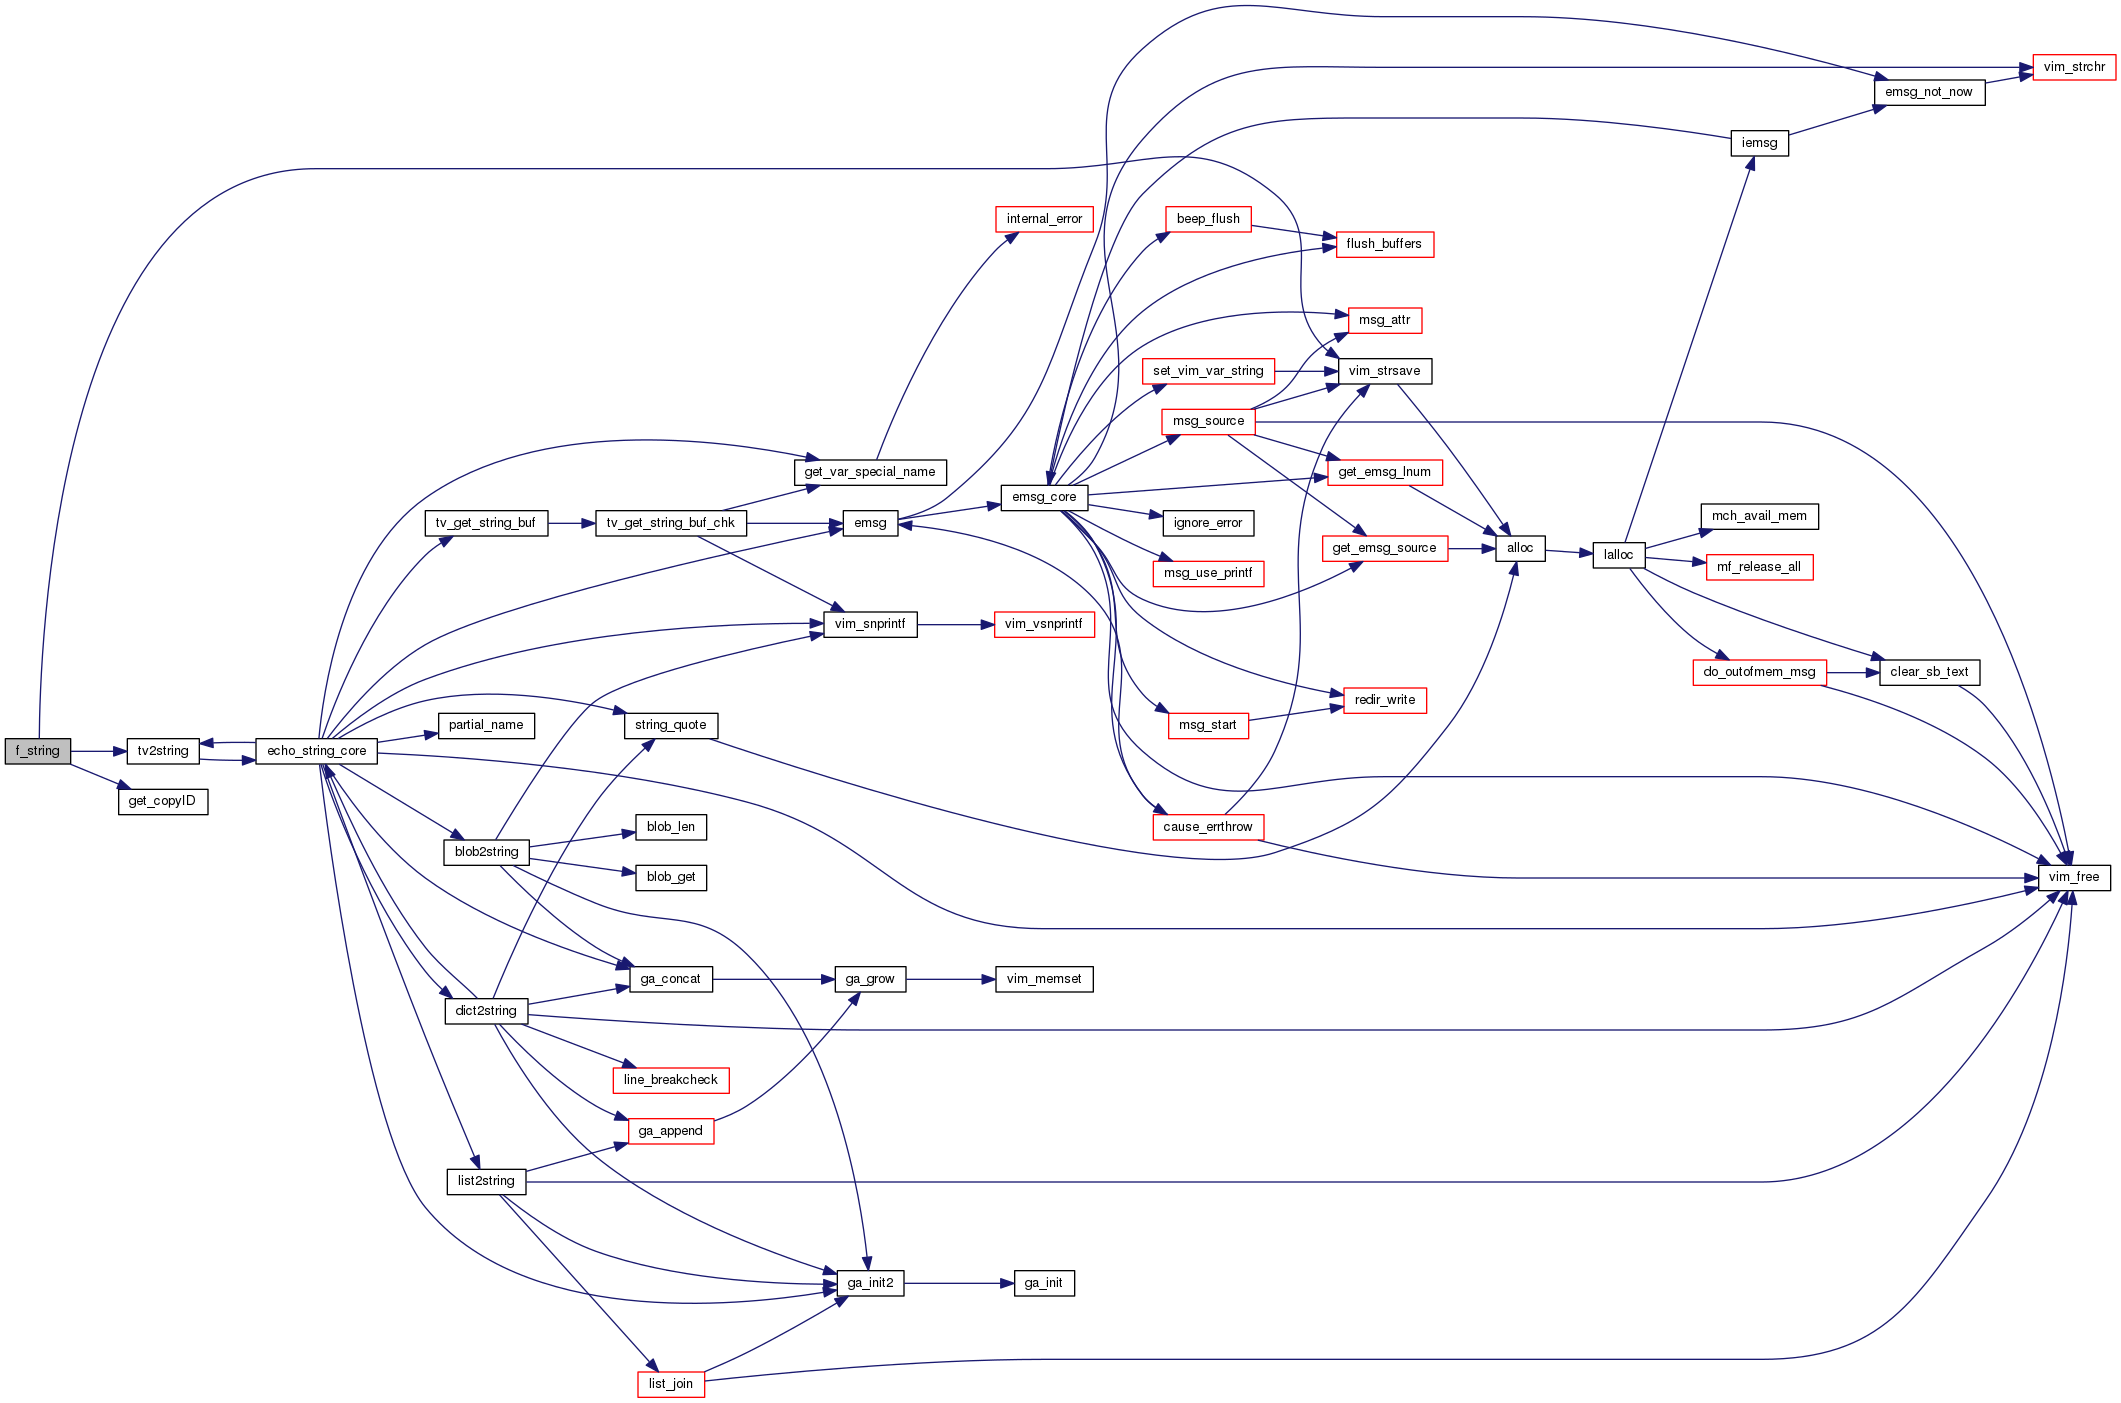 vim_strchr
emsg_not_now
iemsg
internal_error
beep_flush
flush_buffers
msg_attr
set_vim_var_string
vim_strsave
msg_source
get_var_special_name
get_emsg_lnum
emsg_core
tv_get_string_buf
tv_get_string_buf_chk
emsg
ignore_error
mch_avail_mem
get_emsg_source
alloc
lalloc
msg_use_printf
mf_release_all
vim_snprintf
vim_vsnprintf
do_outofmem_msg
clear_sb_text
redir_write
partial_name
string_quote
msg_start
f_string
tv2string
echo_string_core
get_copyID
blob_len
cause_errthrow
blob2string
blob_get
vim_free
ga_concat
ga_grow
vim_memset
dict2string
line_breakcheck
ga_append
list2string
ga_init2
ga_init
list_join